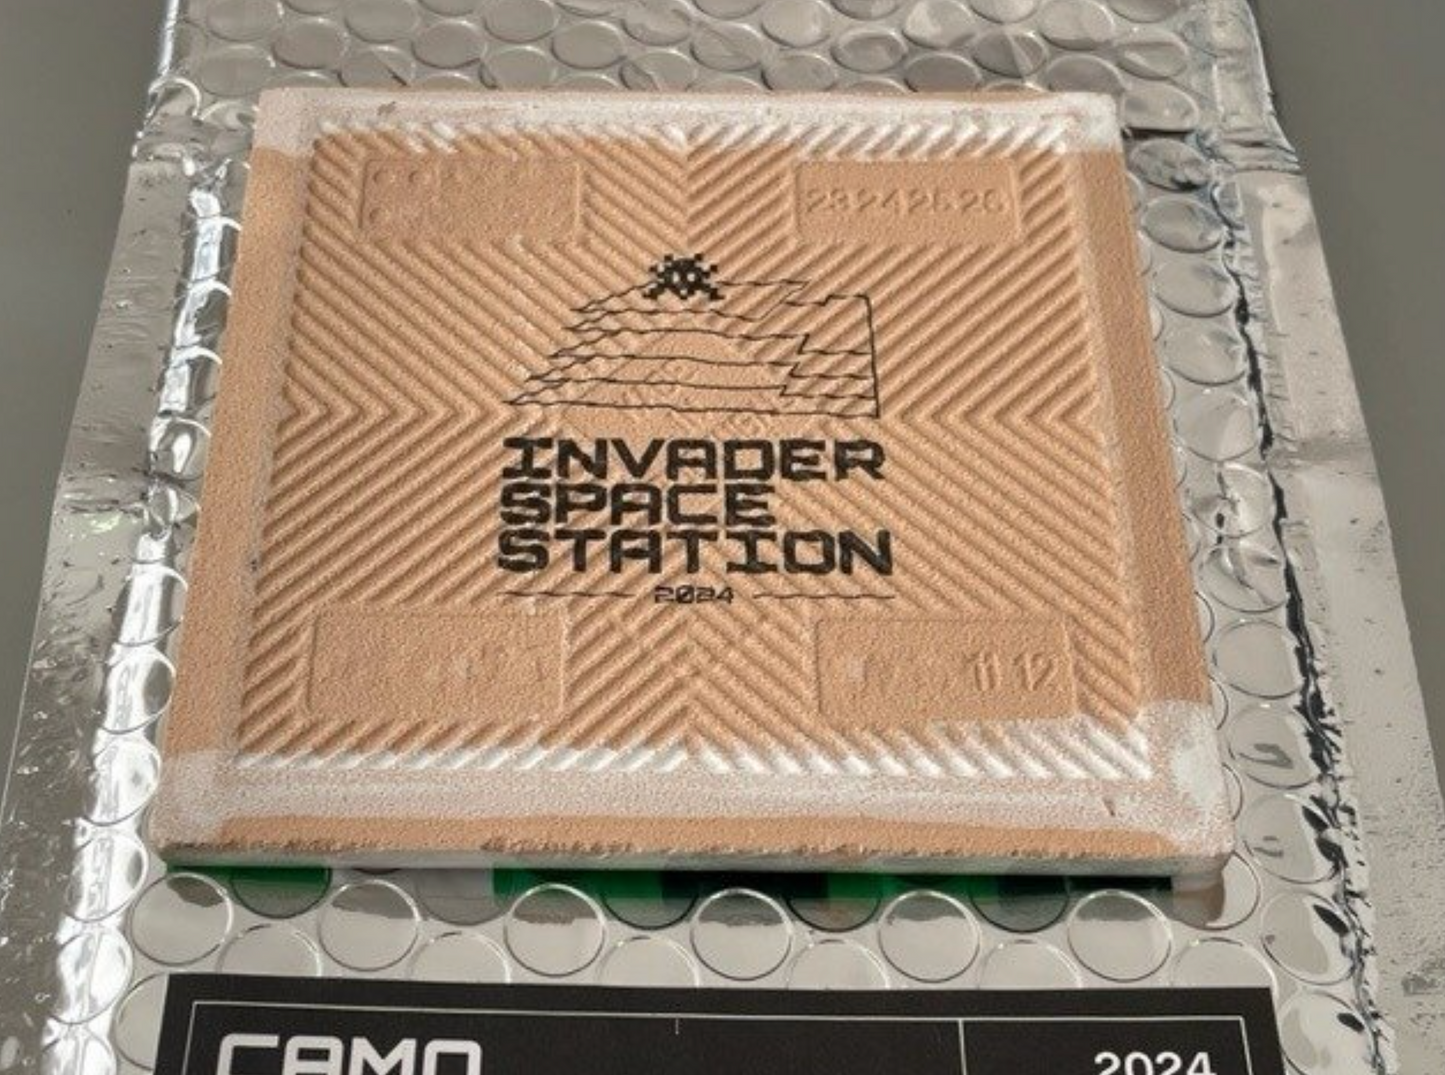 23 24 25 26
INVADER
SPACE
STATION
2024
11 12
CAMO
2024